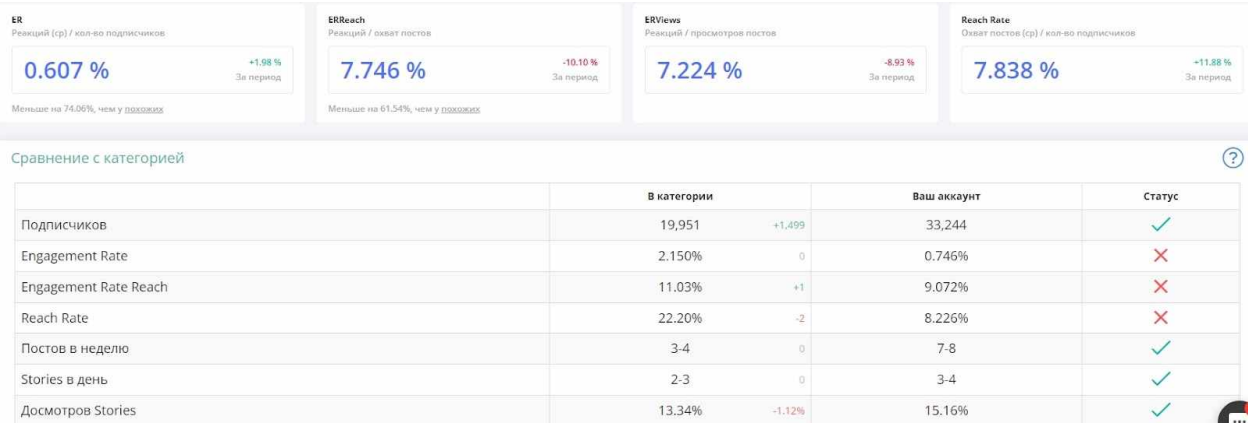 ER
Реакций (ср) / кол-во подписчиков
0.607 %
+1.98 %
За период
Меньше на 74.06%, чем у похожих
ERReach
Реакций / охват постов
7.746 %
-10.10 %
За период
Меньше на 61.54%, чем у похожих
ERViews
Реакций / просмотров постов
7.224 %
-8.93 %
За период
Reach Rate
Охват постов (ср) / кол-во подписчиков
7.838 %
+11.88 %
За период
Сравнение с категорией
?
В категории Ваш аккаунт Статус
Подписчиков 19,951 +1,499 33,244
Engagement Rate 2.150% 0 0.746%
Engagement Rate Reach 11.03% +1 9.072%
Reach Rate 22.20% -2 8.226%
Постов в неделю 3-4 0 7-8
Stories в день 2-3 0 3-4
Досмотров Stories 13.34% -1.12% 15.16%